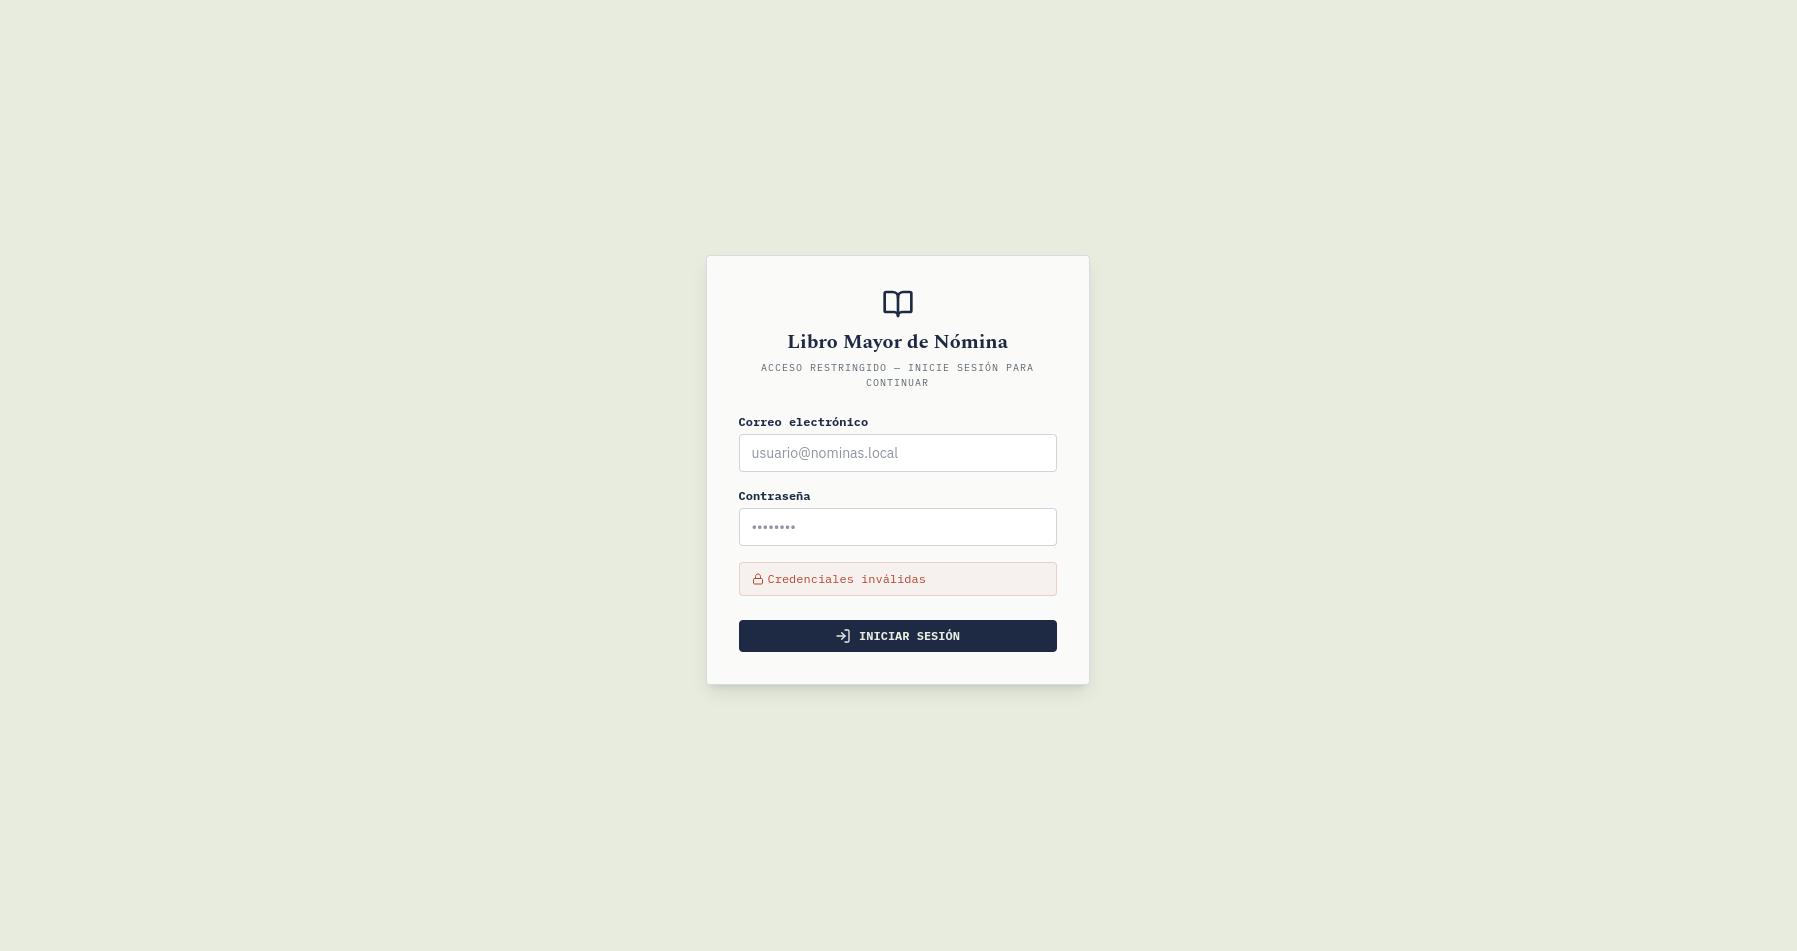 Libro Mayor de Nómina
ACCESO RESTRINGIDO — INICIE SESIÓN PARA
CONTINUAR
Correo electrónico
usuario@nominas.local
Contraseña
••••••••
Credenciales inválidas
INICIAR SESIÓN